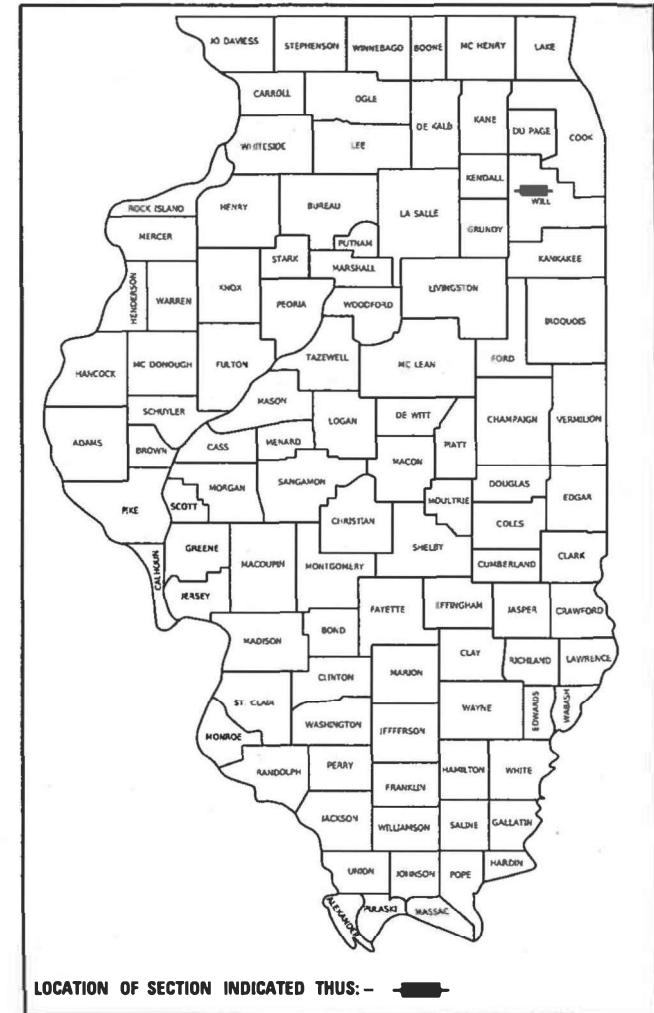 JO DAVIESS
STEPHENSON
WINNEBAGO
BOONE
MC HENRY
LAKE
CARROLL
OGLE
DE KALB
KANE
DU PAGE
COOK
WHITESIDE
LEE
KENDALL
WILL
ROCK ISLAND
HENRY
BUREAU
LA SALLE
GRUNDY
MERCER
PUTNAM
KANKAKEE
STARK
MARSHALL
HENDERSON
WARREN
KNOX
PEORIA
WOODFORD
LIVINGSTON
IROQUOIS
HANCOCK
MC DONOUGH
FULTON
TAZEWELL
MC LEAN
FORD
SCHUYLER
MASON
LOGAN
DE WITT
CHAMPAIGN
VERMILION
ADAMS
BROWN
CASS
MENARD
PIATT
MACON
PIKE
SCOTT
MORGAN
SANGAMON
MOULTRIE
DOUGLAS
EDGAR
CHRISTIAN
COLES
CALHOUN
GREENE
MACOUPIN
MONTGOMERY
SHELBY
CUMBERLAND
CLARK
JERSEY
FAYETTE
EFFINGHAM
JASPER
CRAWFORD
MADISON
BOND
CLAY
RICHLAND
LAWRENCE
CLINTON
MARION
ST. CLAIR
WAYNE
EDWARDS
WABASH
MONROE
WASHINGTON
JEFFERSON
RANDOLPH
PERRY
HAMILTON
WHITE
FRANKLIN
JACKSON
WILLIAMSON
SALINE
GALLATIN
UNION
JOHNSON
POPE
HARDIN
ALEXANDER
PULASKI
MASSAC
LOCATION OF SECTION INDICATED THUS: -